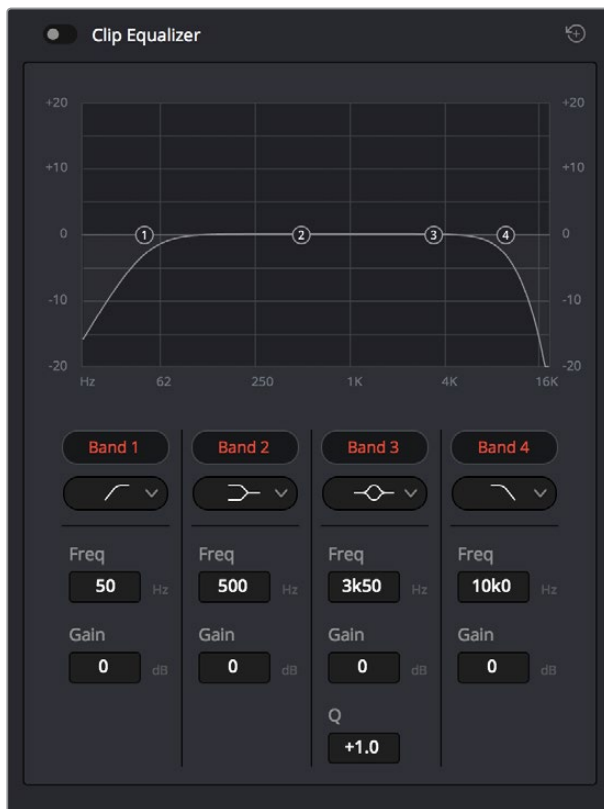 Clip Equalizer
+20 +20
+10 +10
1 2 3 4
0 0
-10 -10
-20 -20
Hz 62 250 1K 4K 16K
Band 1 Band 2 Band 3 Band 4
Freq Freq Freq Freq
50 Hz 500 Hz 3k50 Hz 10k0 Hz
Gain Gain Gain Gain
0 dB 0 dB 0 dB 0 dB
Q
+1.0